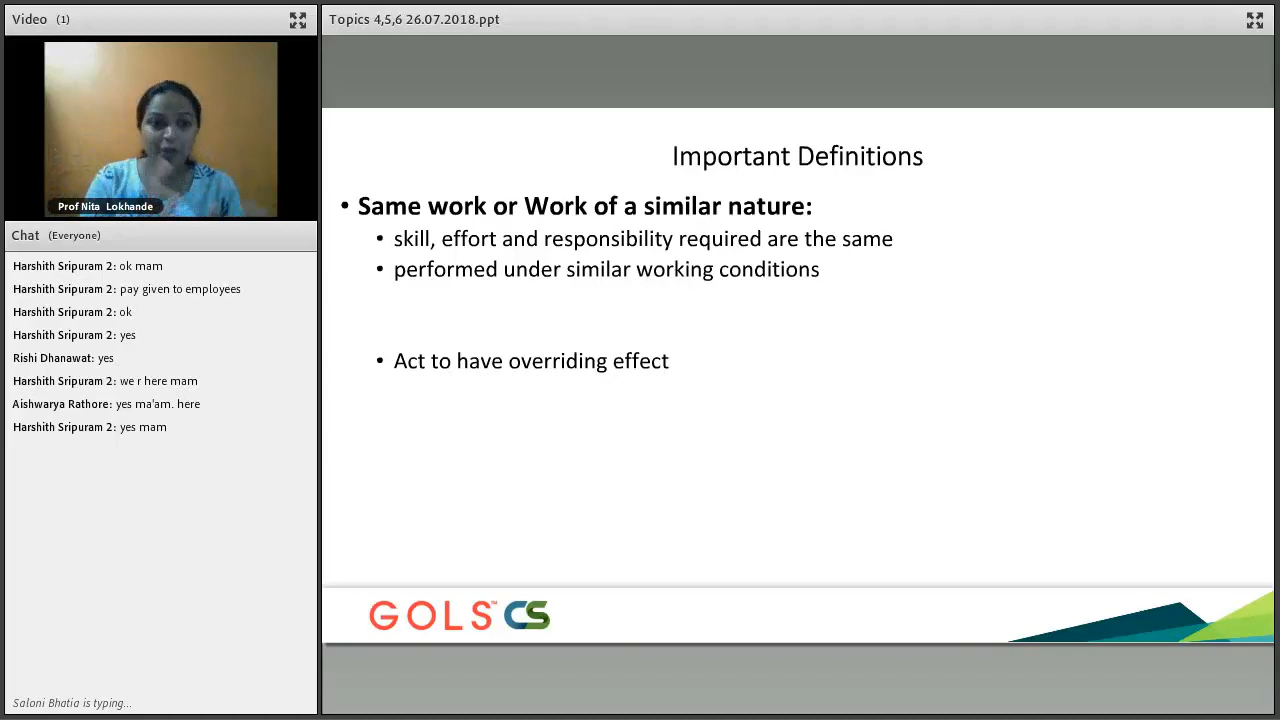 Video (1)
Prof Nita Lokhande
Chat (Everyone)
Harshith Sripuram 2: ok mam
Harshith Sripuram 2: pay given to employees
Harshith Sripuram 2: ok
Harshith Sripuram 2: yes
Rishi Dhanawat: yes
Harshith Sripuram 2: we r here mam
Aishwarya Rathore: yes ma'am. here
Harshith Sripuram 2: yes mam
Saloni Bhatia is typing...
Topics 4,5,6 26.07.2018.ppt
Important Definitions
• Same work or Work of a similar nature:
• skill, effort and responsibility required are the same
• performed under similar working conditions
• Act to have overriding effect
GOLS™ CS